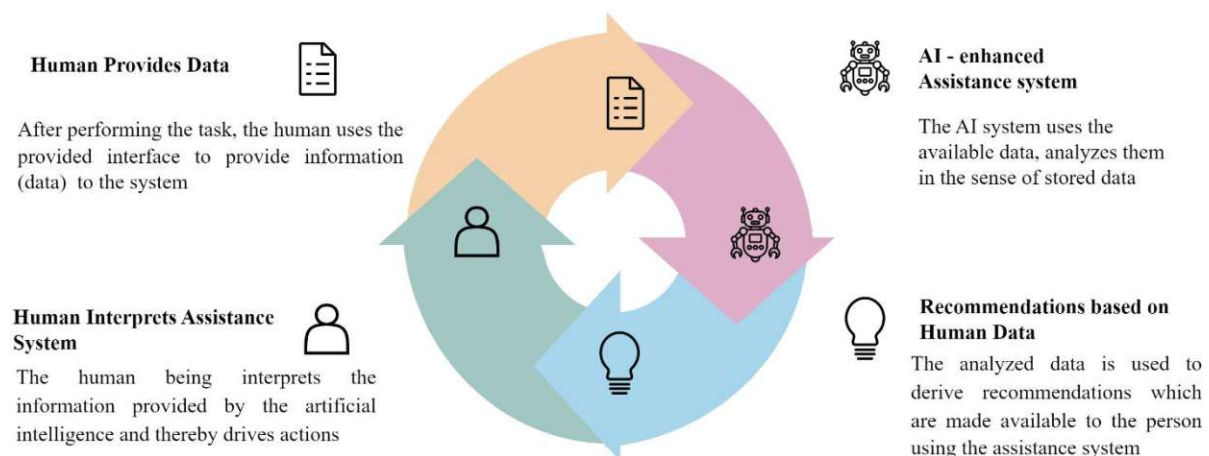 Human Provides Data
After performing the task, the human uses the
provided interface to provide information
(data) to the system
AI - enhanced
Assistance system
The AI system uses the
available data, analyzes them
in the sense of stored data
Human Interprets Assistance
System
The human being interprets the
information provided by the artificial
intelligence and thereby drives actions
Recommendations based on
Human Data
The analyzed data is used to
derive recommendations which
are made available to the person
using the assistance system